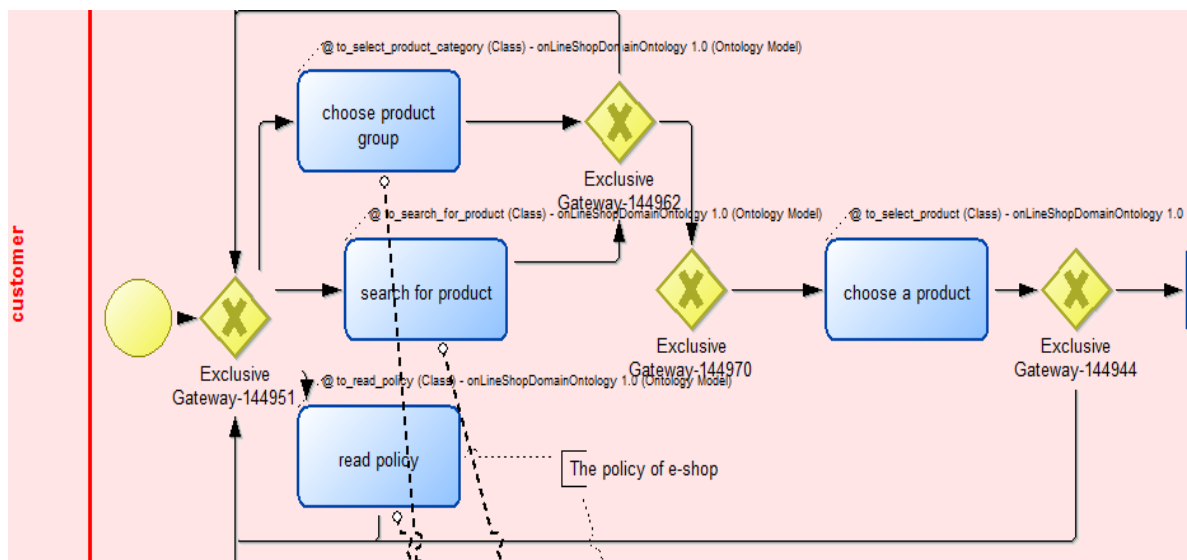 customer
@ to_select_product_category (Class) - onLineShopDomainOntology 1.0 (Ontology Model)
choose product
group
Exclusive
Gateway-144962
@ to_search_for_product (Class) - onLineShopDomainOntology 1.0 (Ontology Model)
@ to_select_product (Class) - onLineShopDomainOntology 1.0
search for product
choose a product
Exclusive
Gateway-144951
Exclusive
Gateway-144970
Exclusive
Gateway-144944
@ to_read_policy (Class) - onLineShopDomainOntology 1.0 (Ontology Model)
read policy
The policy of e-shop